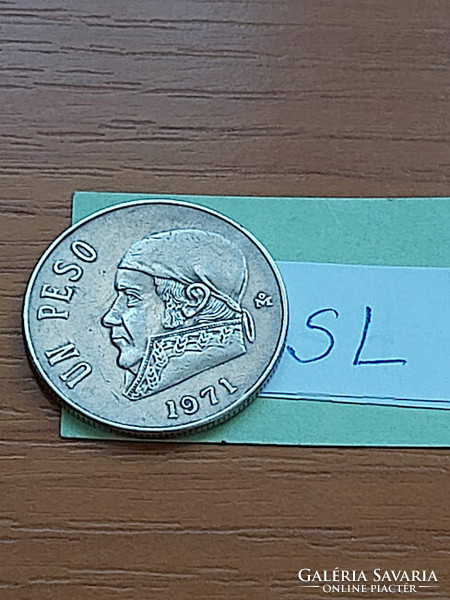 UN PESO
1971
SL
GALÉRIA SAVARIA
ONLINE PIACTÉR